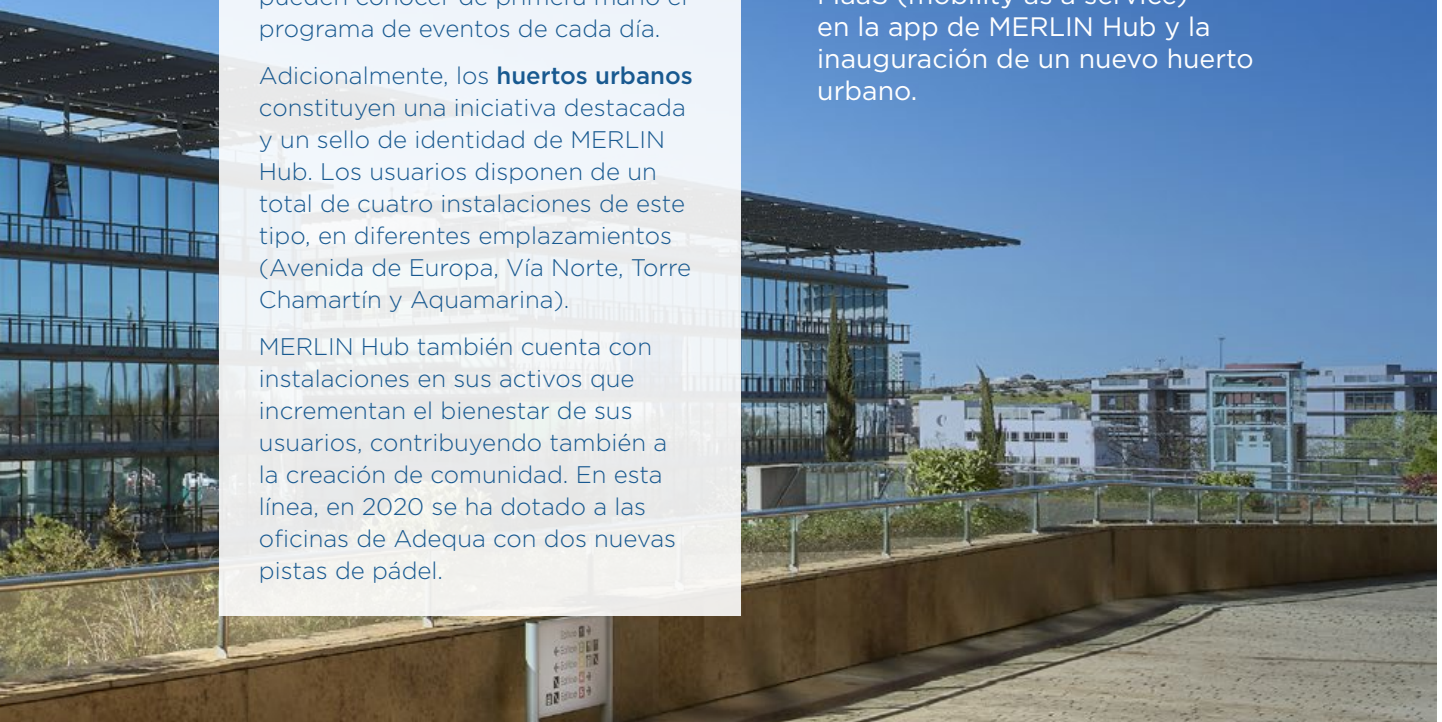 pueden conocer de primera mano el
programa de eventos de cada día.
Adicionalmente, los huertos urbanos
constituyen una iniciativa destacada
y un sello de identidad de MERLIN
Hub. Los usuarios disponen de un
total de cuatro instalaciones de este
tipo, en diferentes emplazamientos
(Avenida de Europa, Vía Norte, Torre
Chamartín y Aquamarina).
MERLIN Hub también cuenta con
instalaciones en sus activos que
incrementan el bienestar de sus
usuarios, contribuyendo también a
la creación de comunidad. En esta
línea, en 2020 se ha dotado a las
oficinas de Adequa con dos nuevas
pistas de pádel.
MaaS (mobility as a service)
en la app de MERLIN Hub y la
inauguración de un nuevo huerto
urbano.